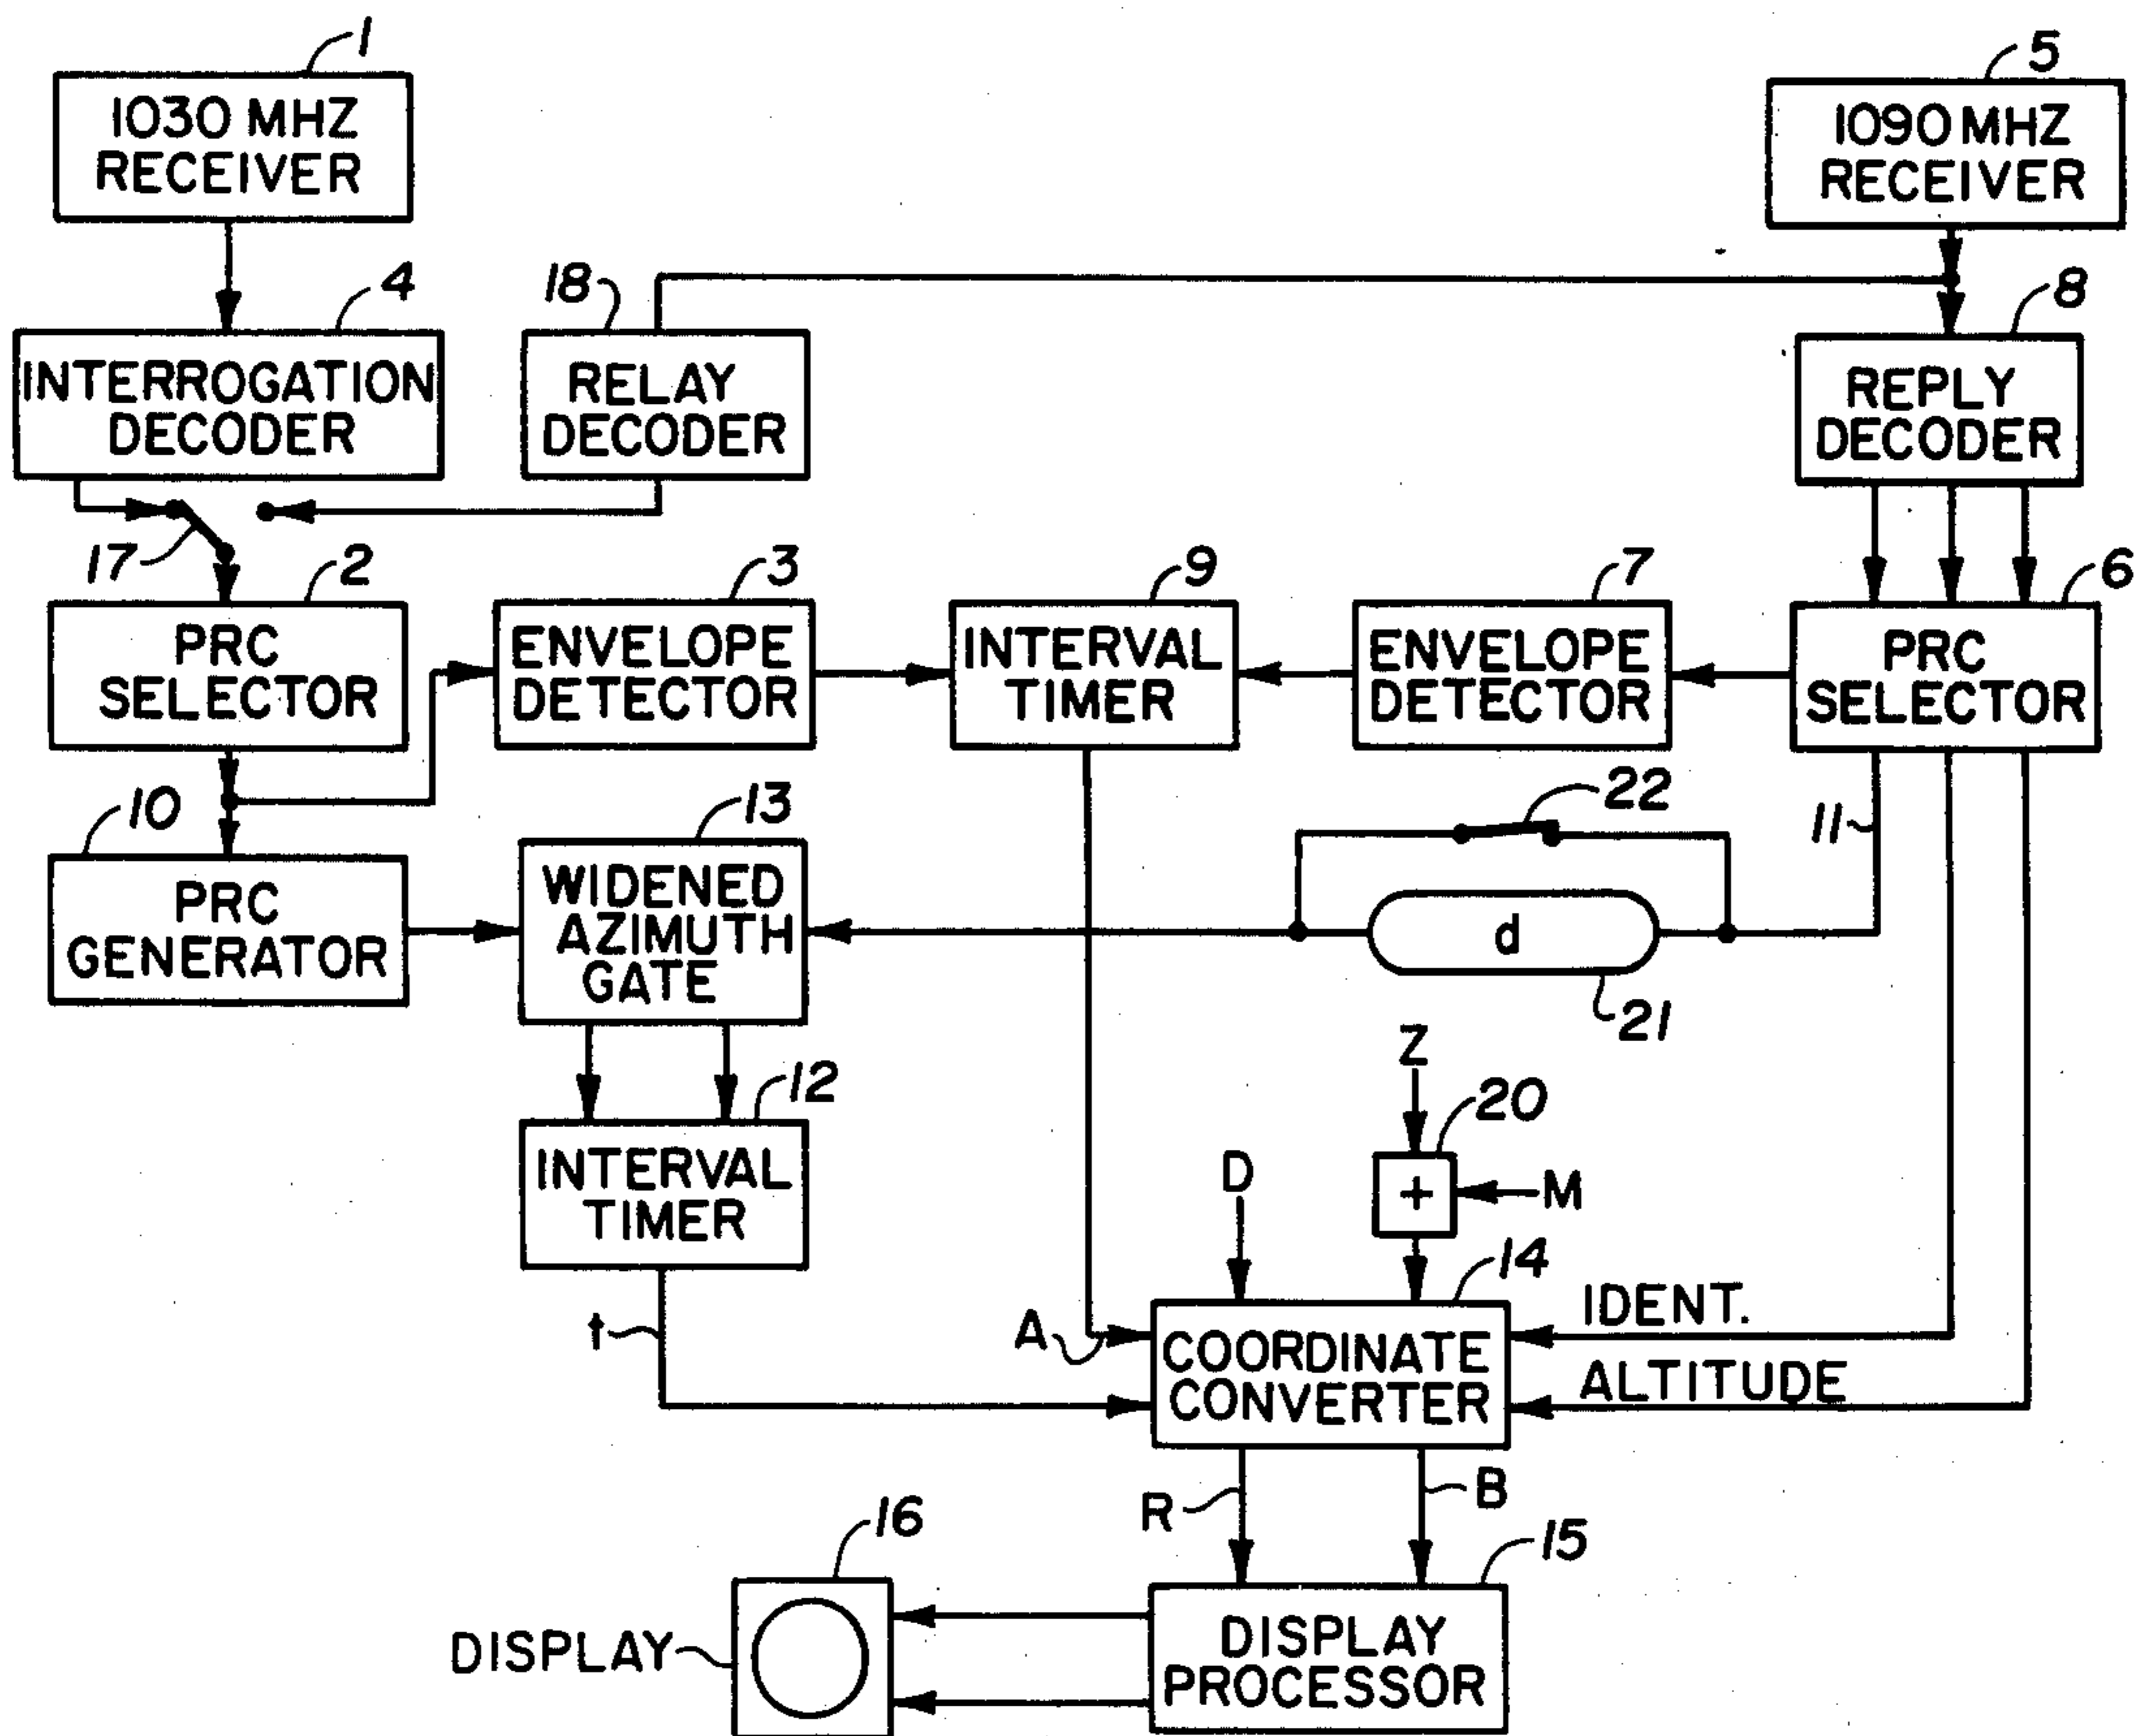 1
5
1030 MHZ
RECEIVER
1090 MHZ
RECEIVER
4
18
8
INTERROGATION
DECODER
RELAY
DECODER
REPLY
DECODER
17
2
3
9
7
6
PRC
SELECTOR
ENVELOPE
DETECTOR
INTERVAL
TIMER
ENVELOPE
DETECTOR
PRC
SELECTOR
10
13
22
11
PRC
GENERATOR
WIDENED
AZIMUTH
GATE
d
21
12
Z
20
INTERVAL
TIMER
D
+
M
14
t
A
COORDINATE
CONVERTER
IDENT.
ALTITUDE
R
B
16
15
DISPLAY
DISPLAY
PROCESSOR